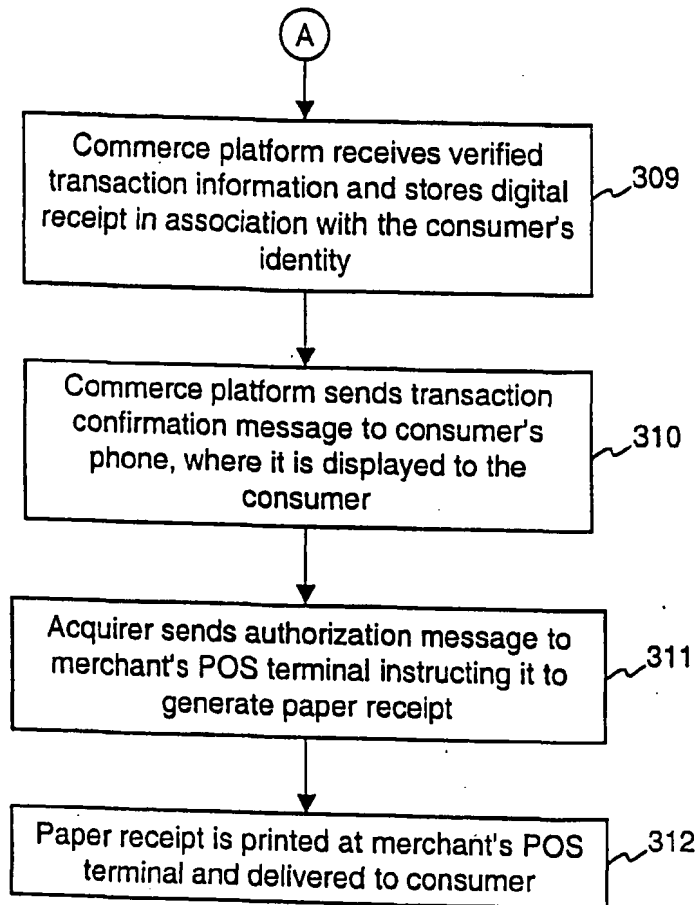 A
Commerce platform receives verified
transaction information and stores digital
receipt in association with the consumer's
identity
309
Commerce platform sends transaction
confirmation message to consumer's
phone, where it is displayed to the
consumer
310
Acquirer sends authorization message to
merchant's POS terminal instructing it to
generate paper receipt
311
Paper receipt is printed at merchant's POS
terminal and delivered to consumer
312